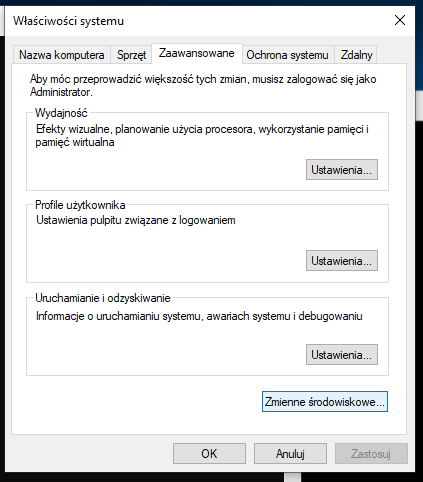 Właściwości systemu
Nazwa komputera Sprzęt Zaawansowane Ochrona systemu Zdalny
Aby móc przeprowadzić większość tych zmian, musisz zalogować się jako
Administrator.
Wydajność
Efekty wizualne, planowanie użycia procesora, wykorzystanie pamięci i
pamięć wirtualna
Ustawienia...
Profile użytkownika
Ustawienia pulpitu związane z logowaniem
Ustawienia...
Uruchamianie i odzyskiwanie
Informacje o uruchamianiu systemu, awariach systemu i debugowaniu
Ustawienia...
Zmienne środowiskowe...
OK Anuluj Zastosuj